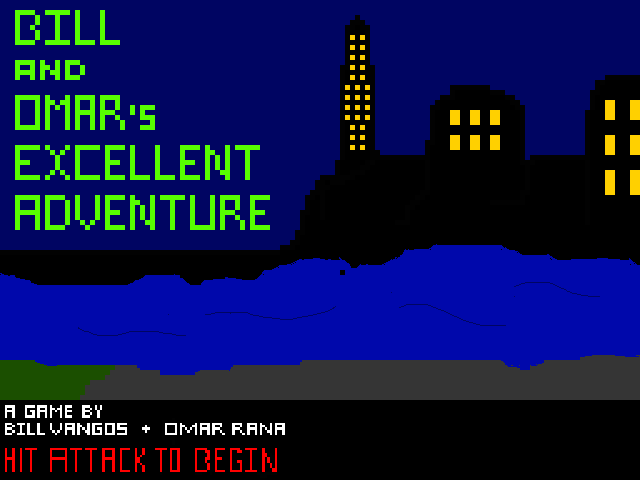 BILL
AND
OMAR's
EXCELLENT
ADVENTURE
A GAME BY
BILL VANGOS + OMAR RANA
HIT ATTACK TO BEGIN